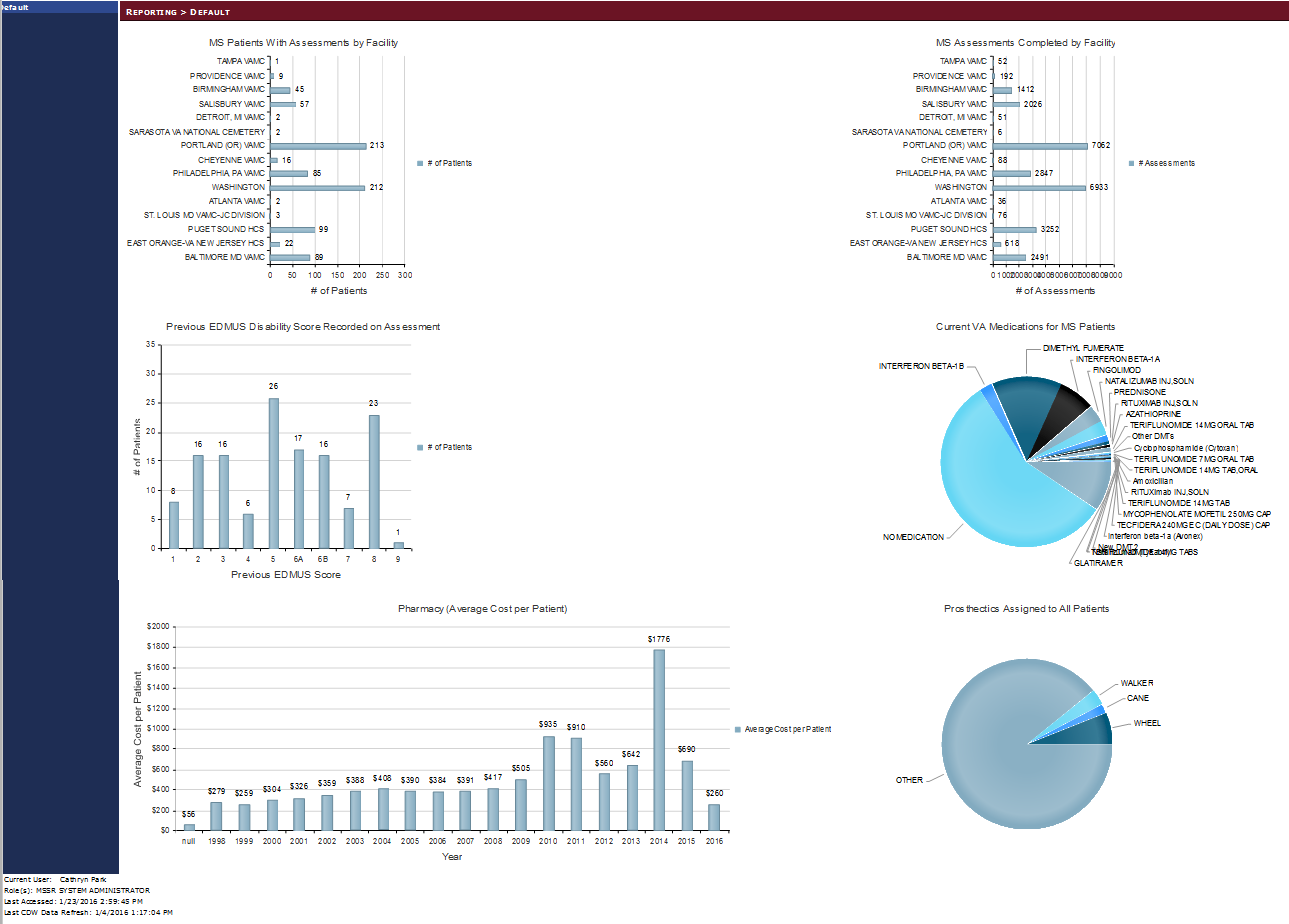 Default
REPORTING > DEFAULT
MS Patients With Assessments by Facility
TAMPA VAMC 1
PROVIDENCE VAMC 9
BIRMINGHAM VAMC 45
SALISBURY VAMC 57
DETROIT, MI VAMC 2
SARASOTA VA NATIONAL CEMETERY 2
PORTLAND (OR) VAMC 213
CHEYENNE VAMC 16
PHILADELPHIA, PA VAMC 85
WASHINGTON 212
ATLANTA VAMC 2
ST. LOUIS MO VAMC-JC DIVISION 3
PUGET SOUND HCS 99
EAST ORANGE-VA NEW JERSEY HCS 22
BALTIMORE MD VAMC 89
0 50 100 150 200 250 300
# of Patients
# of Patients
MS Assessments Completed by Facility
TAMPA VAMC 52
PROVIDENCE VAMC 192
BIRMINGHAM VAMC 1412
SALISBURY VAMC 2026
DETROIT, MI VAMC 51
SARASOTA VA NATIONAL CEMETERY 6
PORTLAND (OR) VAMC 7062
CHEYENNE VAMC 88
PHILADELPHIA, PA VAMC 2847
WASHINGTON 6933
ATLANTA VAMC 36
ST. LOUIS MO VAMC-JC DIVISION 76
PUGET SOUND HCS 3252
EAST ORANGE-VA NEW JERSEY HCS 618
BALTIMORE MD VAMC 2491
0 1000 2000 3000 4000 5000 6000 7000 8000 9000
# of Assessments
# Assessments
Previous EDMUS Disability Score Recorded on Assessment
# of Patients
35
30
25
20
15
10
5
0
8 16 16 6 26 17 16 7 23 1
1 2 3 4 5 6A 6B 7 8 9
Previous EDMUS Score
# of Patients
Current VA Medications for MS Patients
DIMETHYL FUMERATE
INTERFERON BETA-1A
INTERFERON BETA-1B
FINGOLIMOD
NATALIZUMAB INJ,SOLN
PREDNISONE
RITUXIMAB INJ,SOLN
AZATHIOPRINE
TERIFLUNOMIDE 14MG ORAL TAB
Other DMTs
Cyclophosphamide (Cytoxan)
TERIFLUNOMIDE 7MG ORAL TAB
TERIFLUNOMIDE 14MG TAB,ORAL
Amoxicillan
RITUXimab INJ,SOLN
TERIFLUNOMIDE 14MG TAB
MYCOPHENOLATE MOFETIL 250MG CAP
TECFIDERA 240MG EC (DAILY DOSE) CAP
Interferon beta-1a (Avonex)
NO MEDICATION
New DMT2
TABS
GLATIRAMER
Pharmacy (Average Cost per Patient)
Average Cost per Patient
$2000
$1800
$1600
$1400
$1200
$1000
$800
$600
$400
$200
$0
$56 $279 $259 $304 $326 $359 $388 $408 $390 $384 $391 $417 $505 $935 $910 $560 $642 $1776 $690 $260
null 1998 1999 2000 2001 2002 2003 2004 2005 2006 2007 2008 2009 2010 2011 2012 2013 2014 2015 2016
Year
Average Cost per Patient
Prosthectics Assigned to All Patients
WALKER
CANE
WHEEL
OTHER
Current User: Cathryn Park
Role(s): MSSR SYSTEM ADMINISTRATOR
Last Accessed: 1/23/2016 2:59:45 PM
Last CDW Data Refresh: 1/4/2016 1:17:04 PM